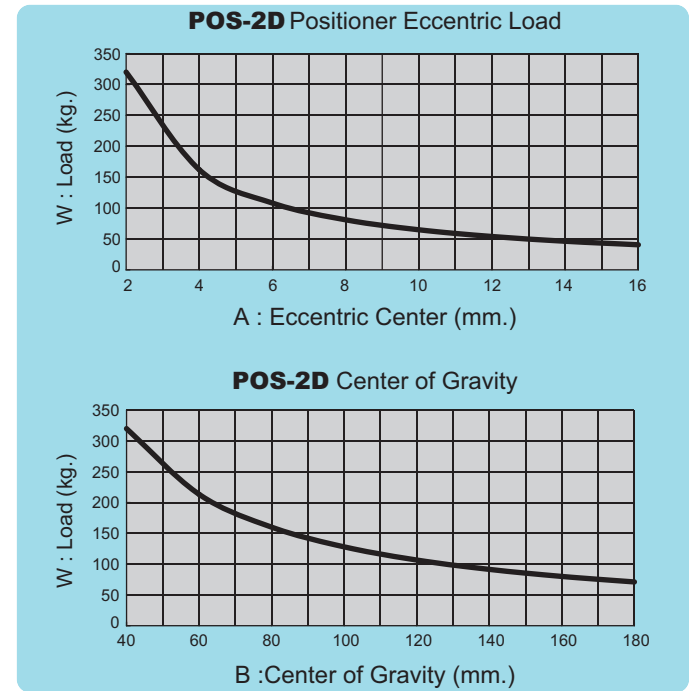 POS-2D Positioner Eccentric Load
350
300
250
200
150
100
50
0
W : Load (kg.)
2 4 6 8 10 12 14 16
A : Eccentric Center (mm.)
POS-2D Center of Gravity
350
300
250
200
150
100
50
0
W : Load (kg.)
40 60 80 100 120 140 160 180
B :Center of Gravity (mm.)